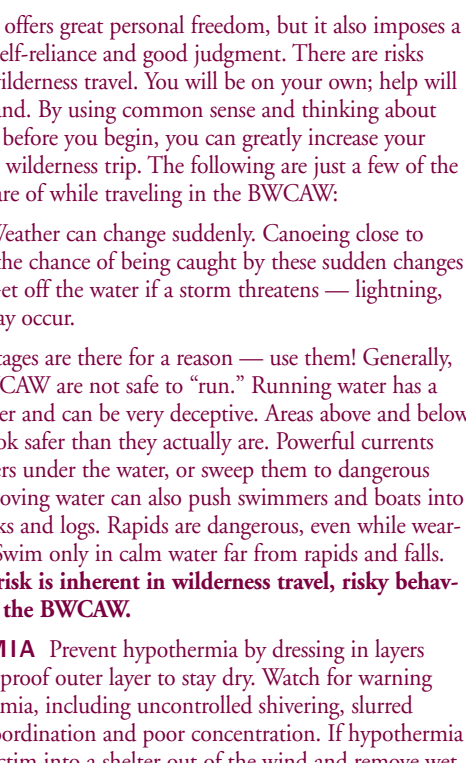 offers great personal freedom, but it also imposes a
elf-reliance and good judgment. There are risks
ilderness travel. You will be on your own; help will
and. By using common sense and thinking about
before you begin, you can greatly increase your
wilderness trip. The following are just a few of the
are of while traveling in the BWCAW:
Weather can change suddenly. Canoeing close to
the chance of being caught by these sudden changes
Get off the water if a storm threatens — lightning,
ay occur.
tages are there for a reason — use them! Generally,
CAW are not safe to “run.” Running water has a
er and can be very deceptive. Areas above and below
ok safer than they actually are. Powerful currents
ers under the water, or sweep them to dangerous
oving water can also push swimmers and boats into
ks and logs. Rapids are dangerous, even while wear-
Swim only in calm water far from rapids and falls.
risk is inherent in wilderness travel, risky behav-
the BWCAW.
MIA Prevent hypothermia by dressing in layers
proof outer layer to stay dry. Watch for warning
mia, including uncontrolled shivering, slurred
oordination and poor concentration. If hypothermia
ctim into a shelter out of the wind and remove wet